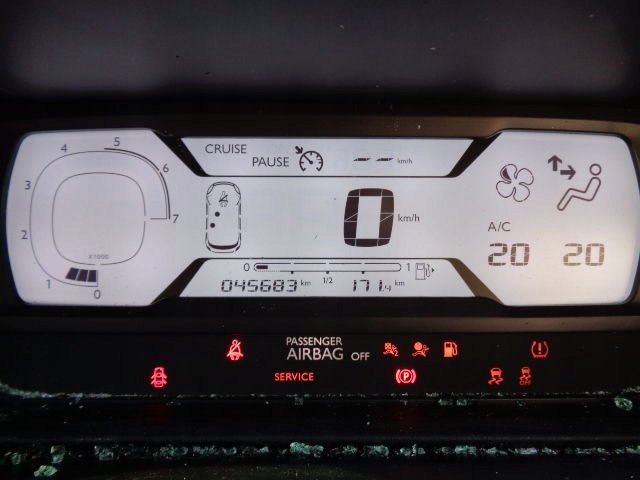 CRUISE
PAUSE -- km/h
4 5 6
3 7
2
1 0
X1000
0 km/h
A/C
20 20
0 1/2 1
045683 km 171.4 km
PASSENGER
AIRBAG OFF
SERVICE
P
OFF